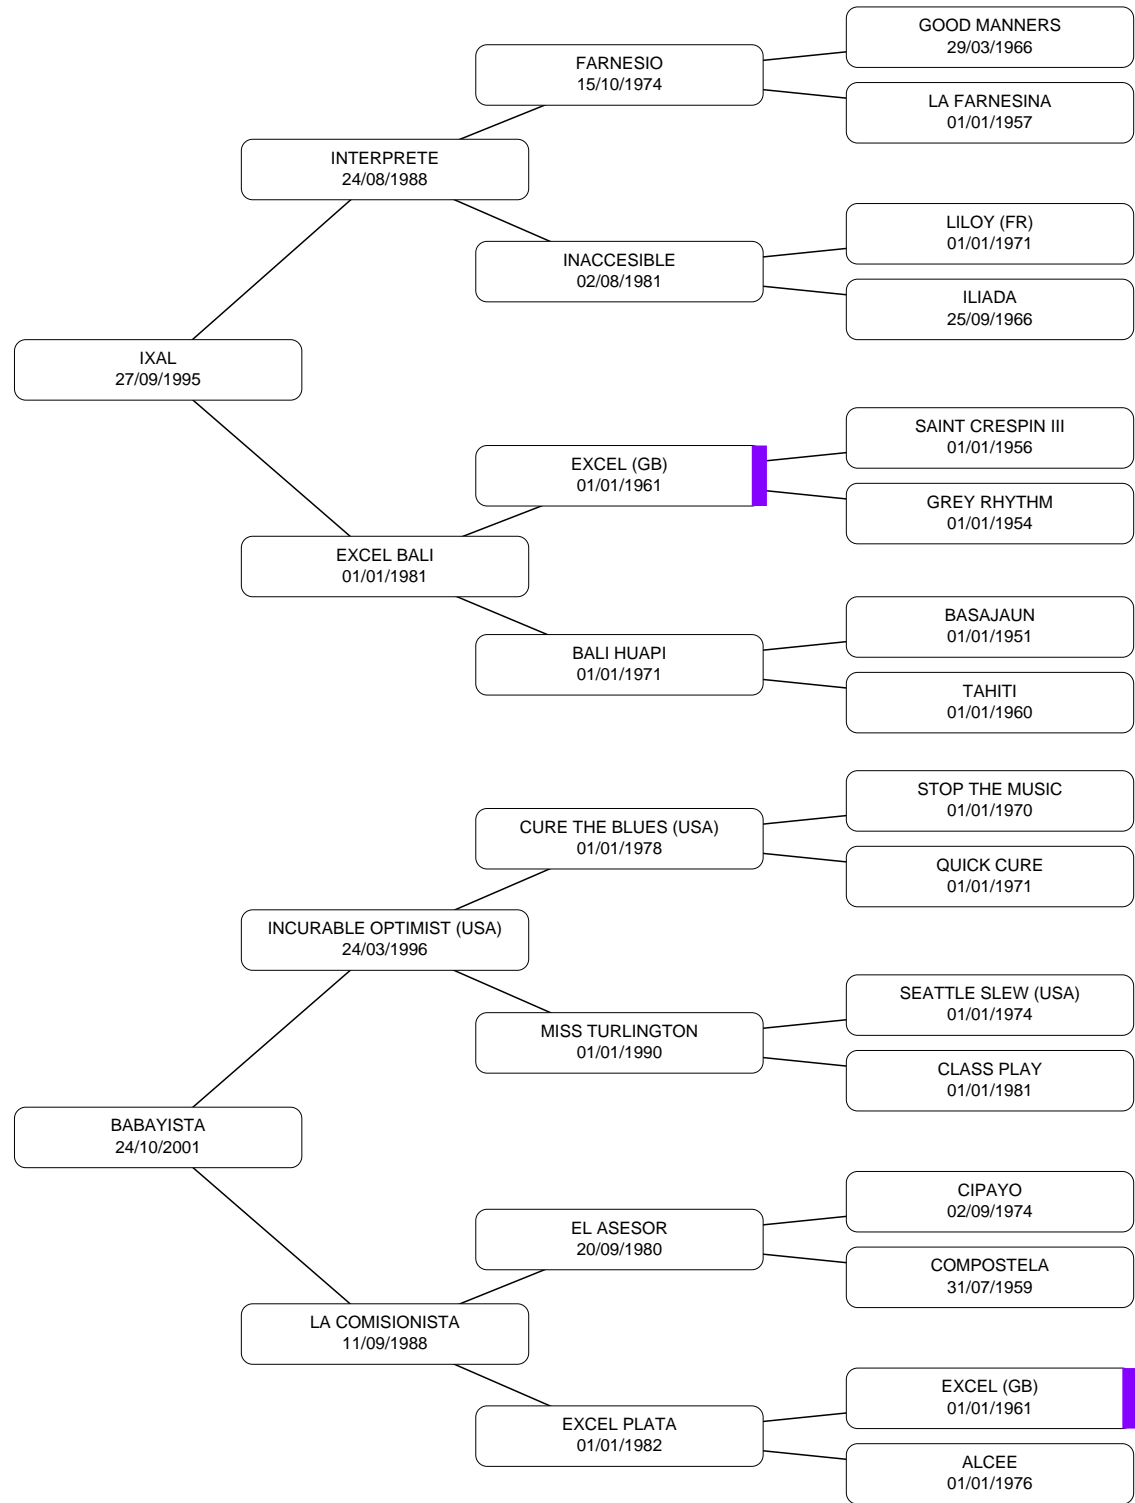 GOOD MANNERS
29/03/1966
FARNESIO
15/10/1974
LA FARNESINA
01/01/1957
INTERPRETE
24/08/1988
LILOY (FR)
01/01/1971
INACCESIBLE
02/08/1981
ILIADA
25/09/1966
IXAL
27/09/1995
SAINT CRESPIN III
01/01/1956
EXCEL (GB)
01/01/1961
GREY RHYTHM
01/01/1954
EXCEL BALI
01/01/1981
BASAJAUN
01/01/1951
BALI HUAPI
01/01/1971
TAHITI
01/01/1960
STOP THE MUSIC
01/01/1970
CURE THE BLUES (USA)
01/01/1978
QUICK CURE
01/01/1971
INCURABLE OPTIMIST (USA)
24/03/1996
SEATTLE SLEW (USA)
01/01/1974
MISS TURLINGTON
01/01/1990
CLASS PLAY
01/01/1981
BABAYISTA
24/10/2001
CIPAYO
02/09/1974
EL ASESOR
20/09/1980
COMPOSTELA
31/07/1959
LA COMISIONISTA
11/09/1988
EXCEL (GB)
01/01/1961
EXCEL PLATA
01/01/1982
ALCEE
01/01/1976